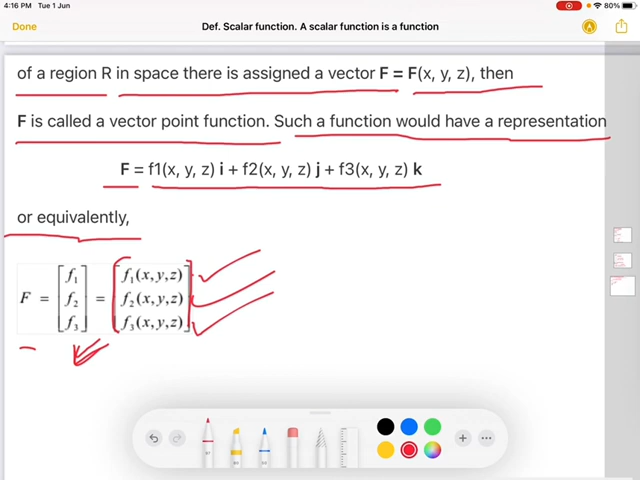 4:16 PM Tue 1 Jun
80%
Done
Def. Scalar function. A scalar function is a function
of a region R in space there is assigned a vector F = F(x, y, z), then
F is called a vector point function. Such a function would have a representation
F = f1(x, y, z) i + f2(x, y, z) j + f3(x, y, z) k
or equivalently,
F = [f₁ f₂ f₃] = [f₁(x,y,z) f₂(x,y,z) f₃(x,y,z)]